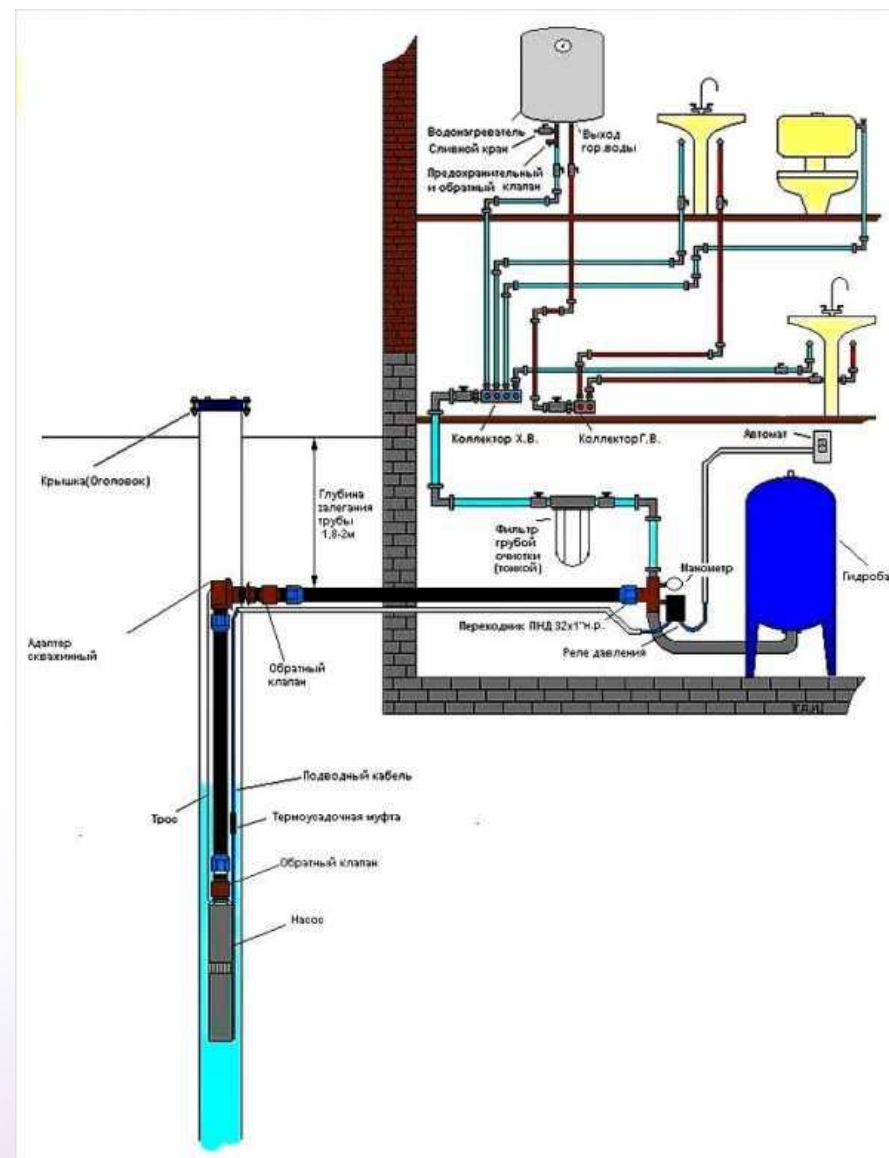 Водонагреватель
Сливной кран
Выход
гор.воды
Предохранительный
и обратный клапан
Коллектор Х.В.
Коллектор Г.В.
Автомат
Крышка(Оголовок)
Глубина
залегания
трубы
1,8-2м
Фильтр
грубой
очистки
(тонкой)
Манометр
Гидроба
Переходник ПНД 32х1"н.р.
Реле давления
Адаптер
скважинный
Обратный
клапан
Подводный кабель
Трос
Термоусадочная муфта
Обратный клапан
Насос